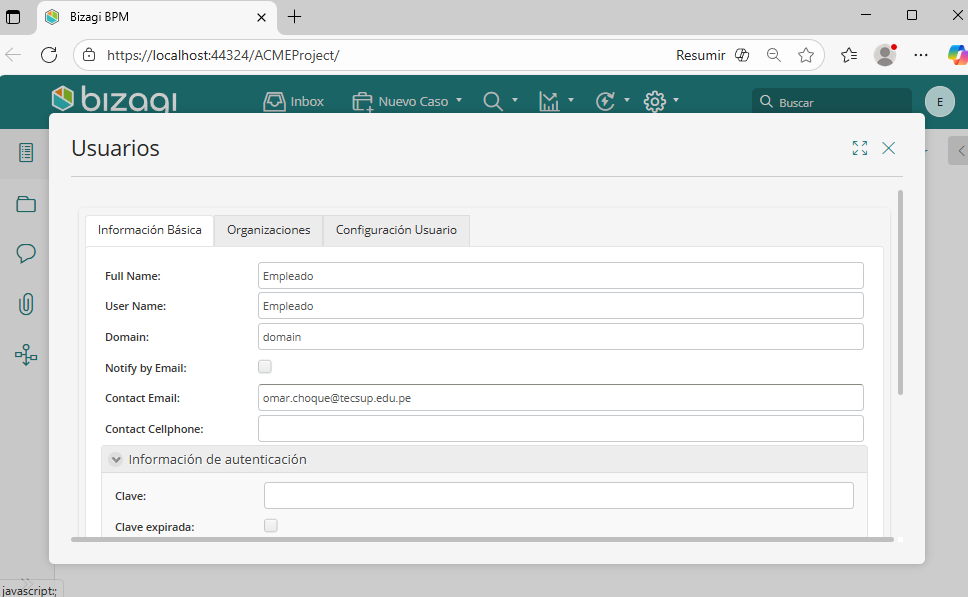 Bizagi BPM
https://localhost:44324/ACMEProject/
Resumir
bizagi
Inbox
Nuevo Caso
Buscar
E
Usuarios
Información Básica
Organizaciones
Configuración Usuario
Full Name:
Empleado
User Name:
Empleado
Domain:
domain
Notify by Email:
Contact Email:
omar.choque@tecsup.edu.pe
Contact Cellphone:
Información de autenticación
Clave:
Clave expirada:
javascript:;